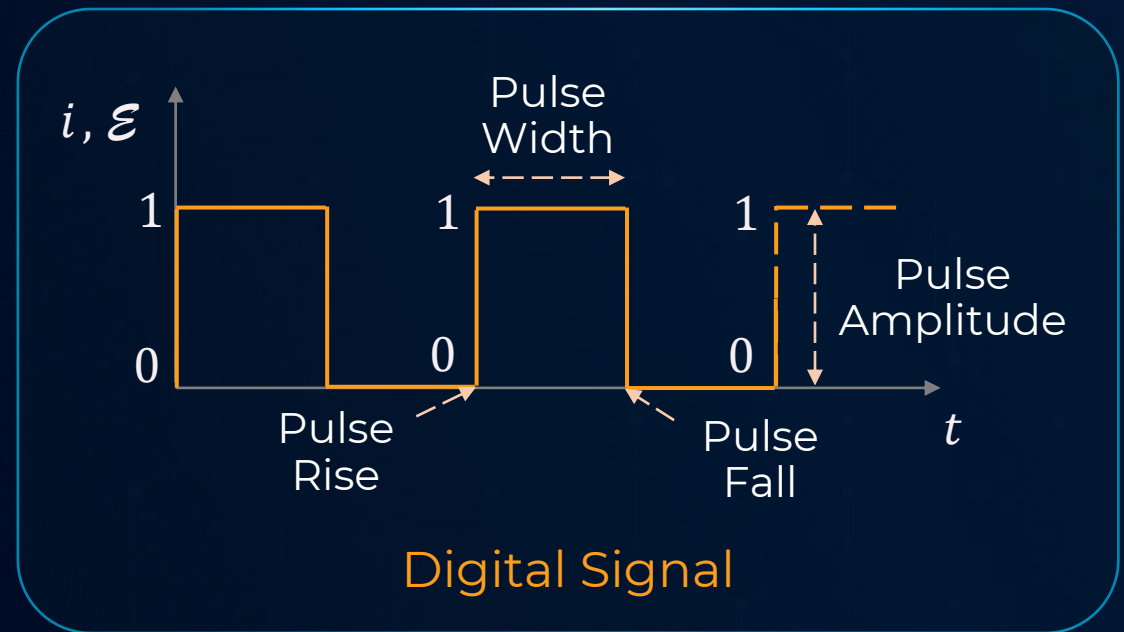 Pulse
Width
i, ℰ
1
1
1
Pulse
Amplitude
0
0
0
Pulse
Rise
Pulse
Fall
t
Digital Signal